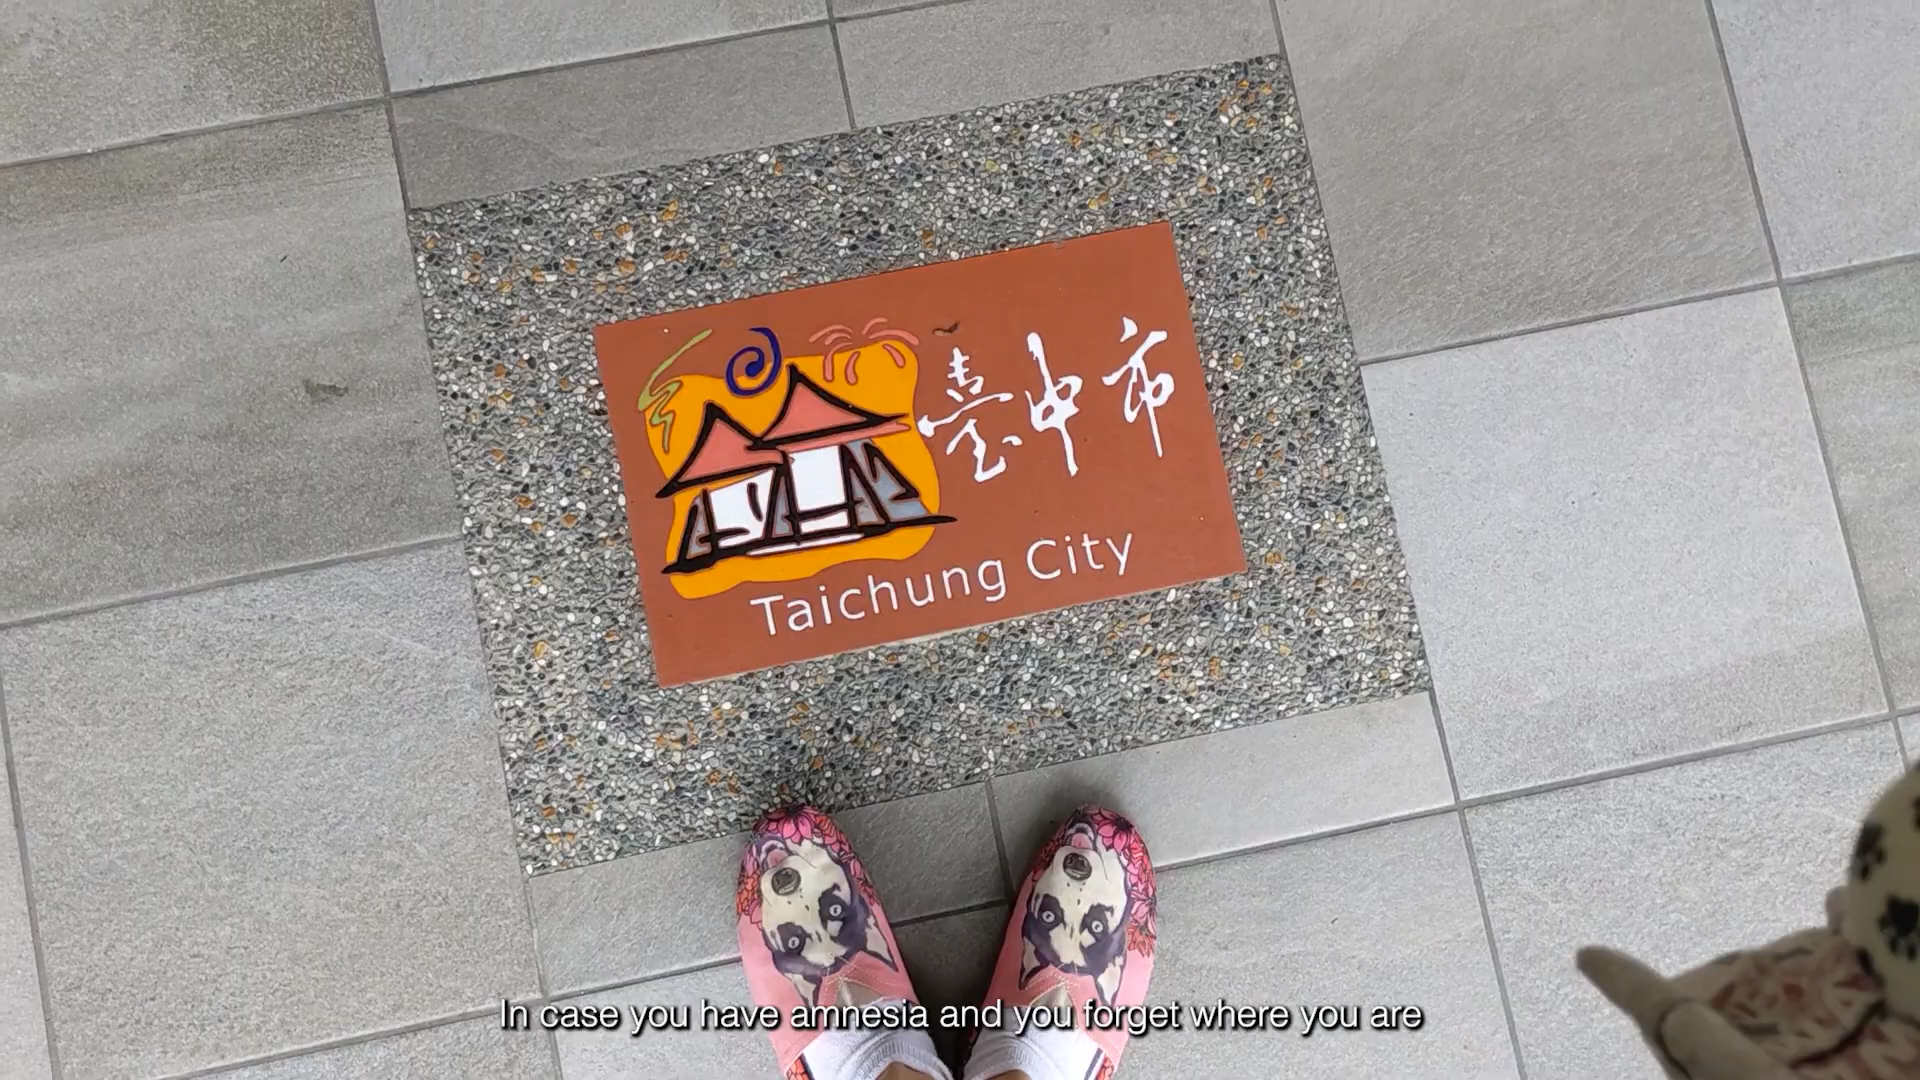 臺中市
Taichung City
In case you have amnesia and you forget where you are